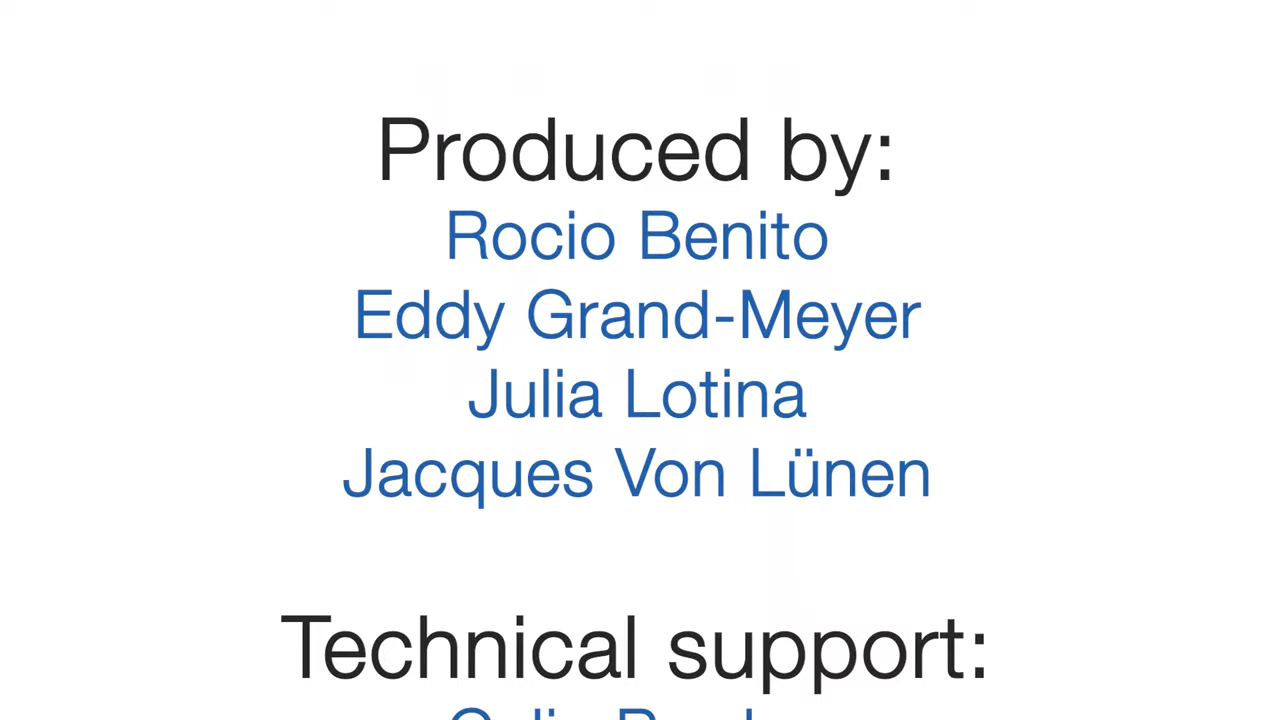 Produced by:
Rocio Benito
Eddy Grand-Meyer
Julia Lotina
Jacques Von Lünen
Technical support: